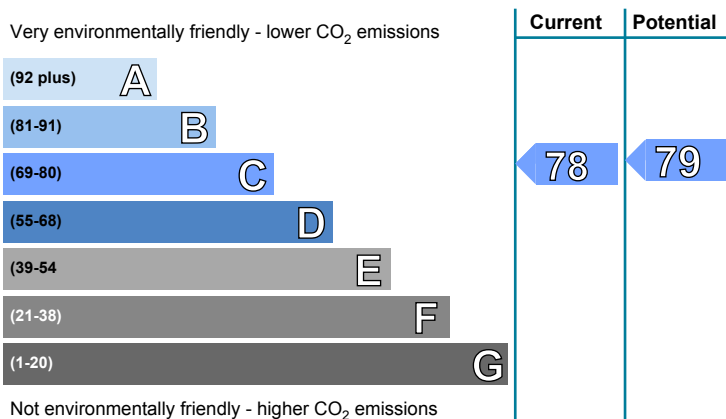 Current Potential
Very environmentally friendly - lower CO2 emissions
(92 plus) A
(81-91) B
(69-80) C 78 79
(55-68) D
(39-54 E
(21-38) F
(1-20) G
Not environmentally friendly - higher CO2 emissions